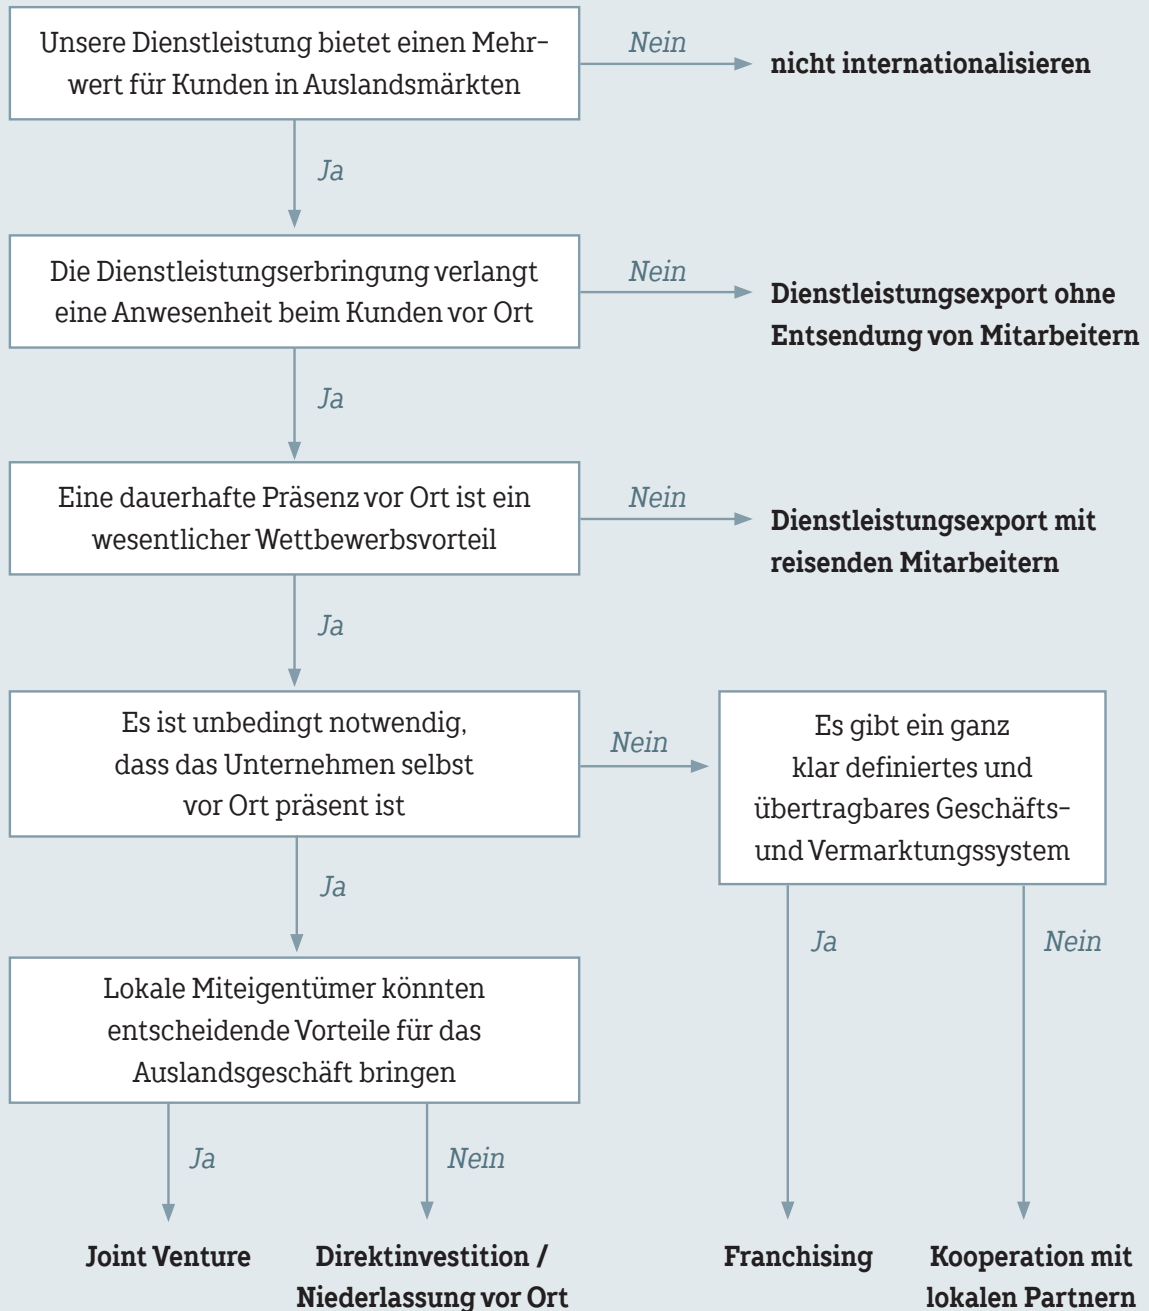 Unsere Dienstleistung bietet einen Mehr-
wert für Kunden in Auslandsmärkten
Nein
nicht internationalisieren
Ja
Die Dienstleistungserbringung verlangt
eine Anwesenheit beim Kunden vor Ort
Nein
Dienstleistungsexport ohne
Entsendung von Mitarbeitern
Ja
Eine dauerhafte Präsenz vor Ort ist ein
wesentlicher Wettbewerbsvorteil
Nein
Dienstleistungsexport mit
reisenden Mitarbeitern
Ja
Es ist unbedingt notwendig,
dass das Unternehmen selbst
vor Ort präsent ist
Nein
Es gibt ein ganz
klar definiertes und
übertragbares Geschäfts-
und Vermarktungssystem
Ja
Lokale Miteigentümer könnten
entscheidende Vorteile für das
Auslandsgeschäft bringen
Ja
Nein
Ja
Nein
Joint Venture
Direktinvestition /
Niederlassung vor Ort
Franchising
Kooperation mit
lokalen Partnern